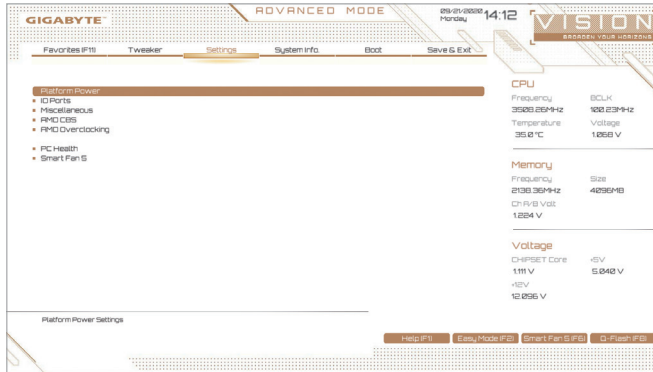 GIGABYTE™
ADVANCED MODE
09/21/2020
Monday
14:12
VISION
BROADEN YOUR HORIZONS
Favorites (F11)
Tweaker
Settings
System Info.
Boot
Save & Exit
Platform Power
IO Ports
Miscellaneous
AMD CBS
AMD Overclocking
PC Health
Smart Fan 5
CPU
Frequency BCLK
3508.26MHz 100.23MHz
Temperature Voltage
35.0 °C 1.068 V
Memory
Frequency Size
2138.36MHz 4096MB
Ch A/B Volt
1.224 V
Voltage
CHIPSET Core +5V
1.111 V 5.040 V
+12V
12.096 V
Platform Power Settings
Help (F1)
Easy Mode (F2)
Smart Fan 5 (F6)
Q-Flash (F8)